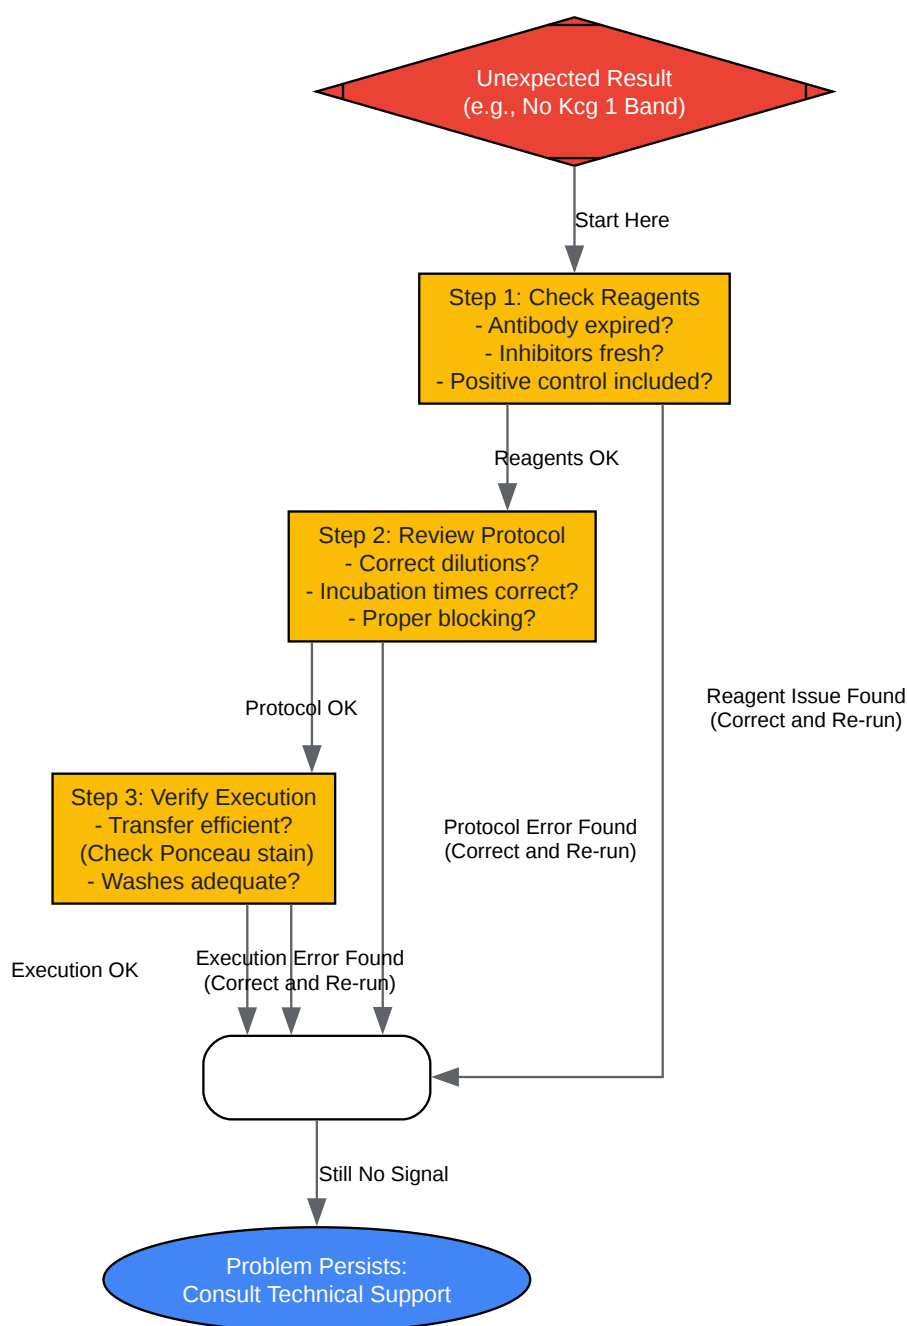 Unexpected Result
(e.g., No Kcg 1 Band)
Start Here
Step 1: Check Reagents
- Antibody expired?
- Inhibitors fresh?
- Positive control included?
Reagents OK
Step 2: Review Protocol
- Correct dilutions?
- Incubation times correct?
- Proper blocking?
Reagent Issue Found
(Correct and Re-run)
Protocol OK
Step 3: Verify Execution
- Transfer efficient?
(Check Ponceau stain)
- Washes adequate?
Protocol Error Found
(Correct and Re-run)
Execution OK
Execution Error Found
(Correct and Re-run)
Still No Signal
Problem Persists:
Consult Technical Support